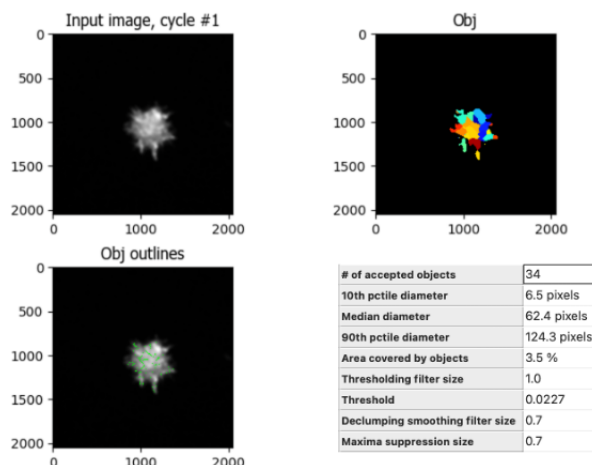 Input image, cycle #1
Obj
0
500
1000
1500
2000
0
1000
2000
0
500
1000
1500
2000
0
1000
2000
Obj outlines
0
500
1000
1500
2000
0
1000
2000
# of accepted objects 34
10th pctile diameter 6.5 pixels
Median diameter 62.4 pixels
90th pctile diameter 124.3 pixels
Area covered by objects 3.5 %
Thresholding filter size 1.0
Threshold 0.0227
Declumping smoothing filter size 0.7
Maxima suppression size 0.7